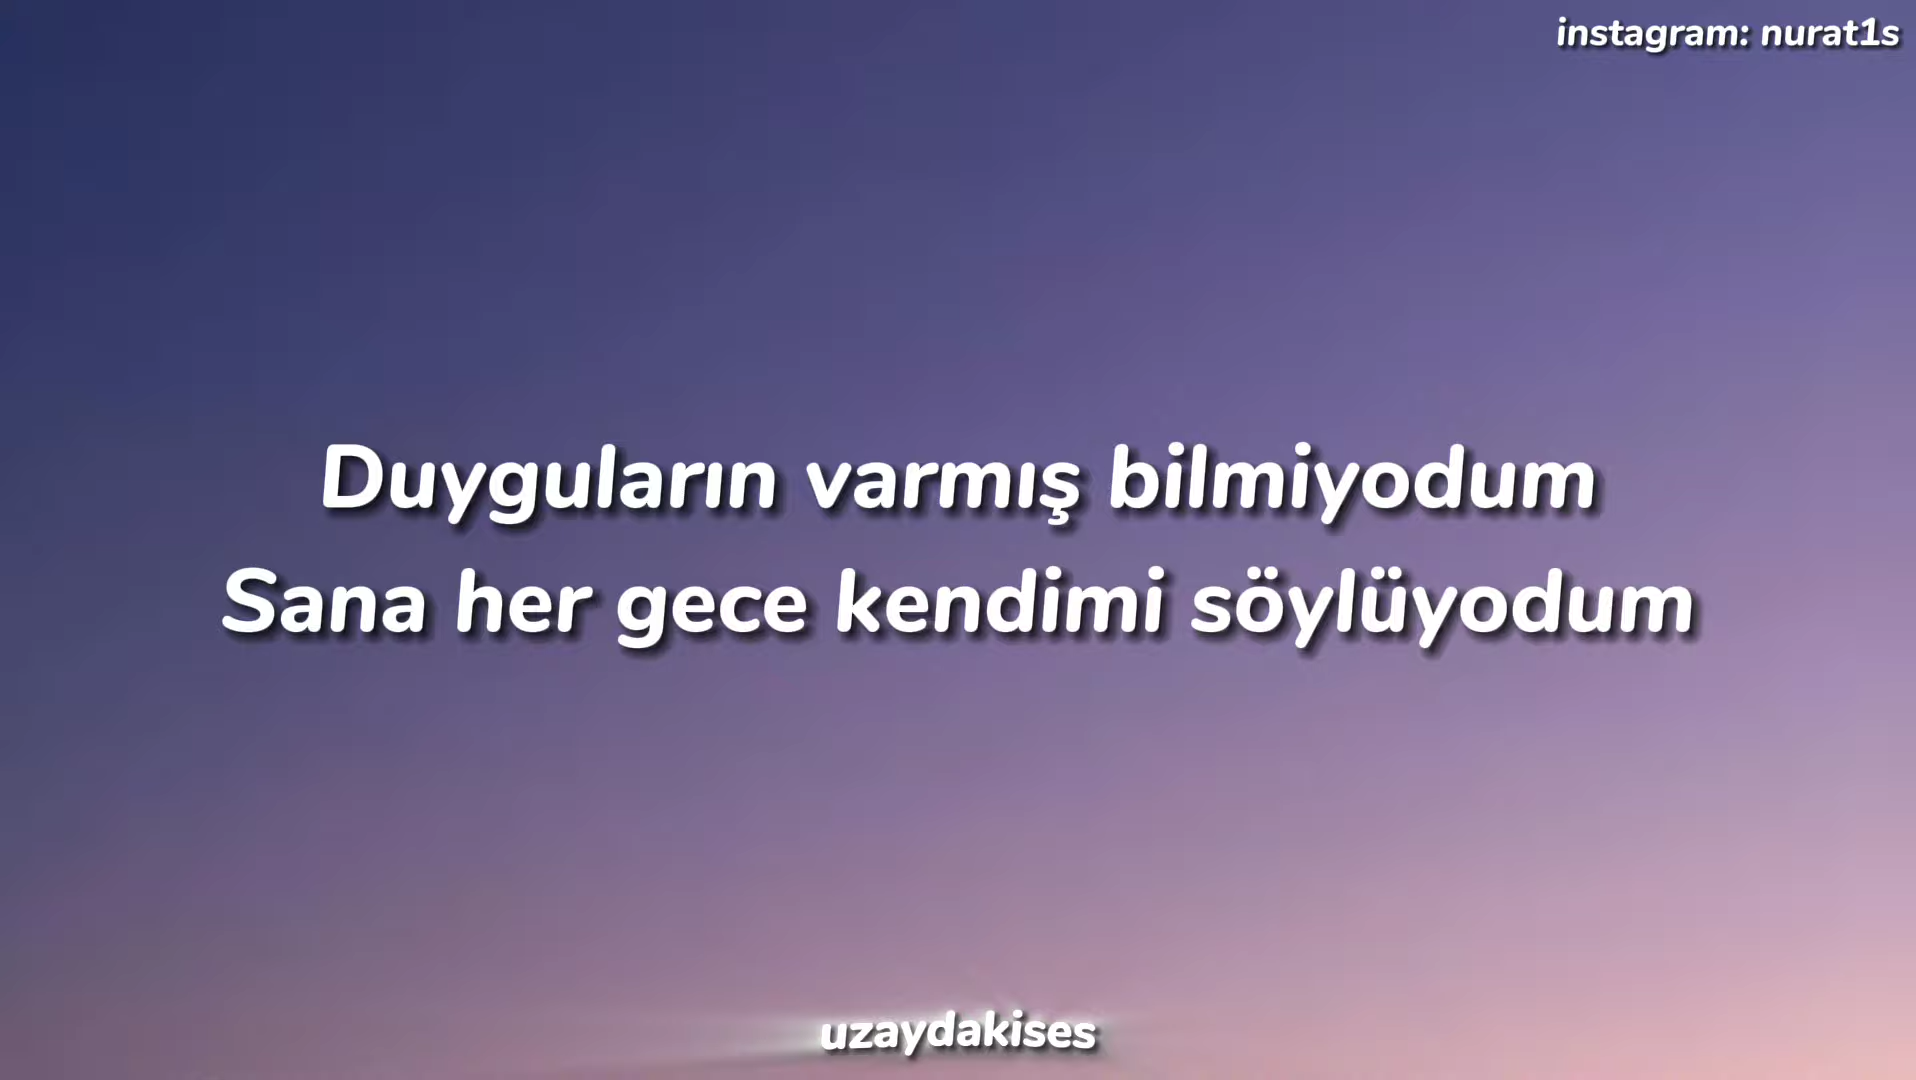 instagram: nurat1s
Duyguların varmış bilmiyodum
Sana her gece kendimi söylüyodum
uzaydakises